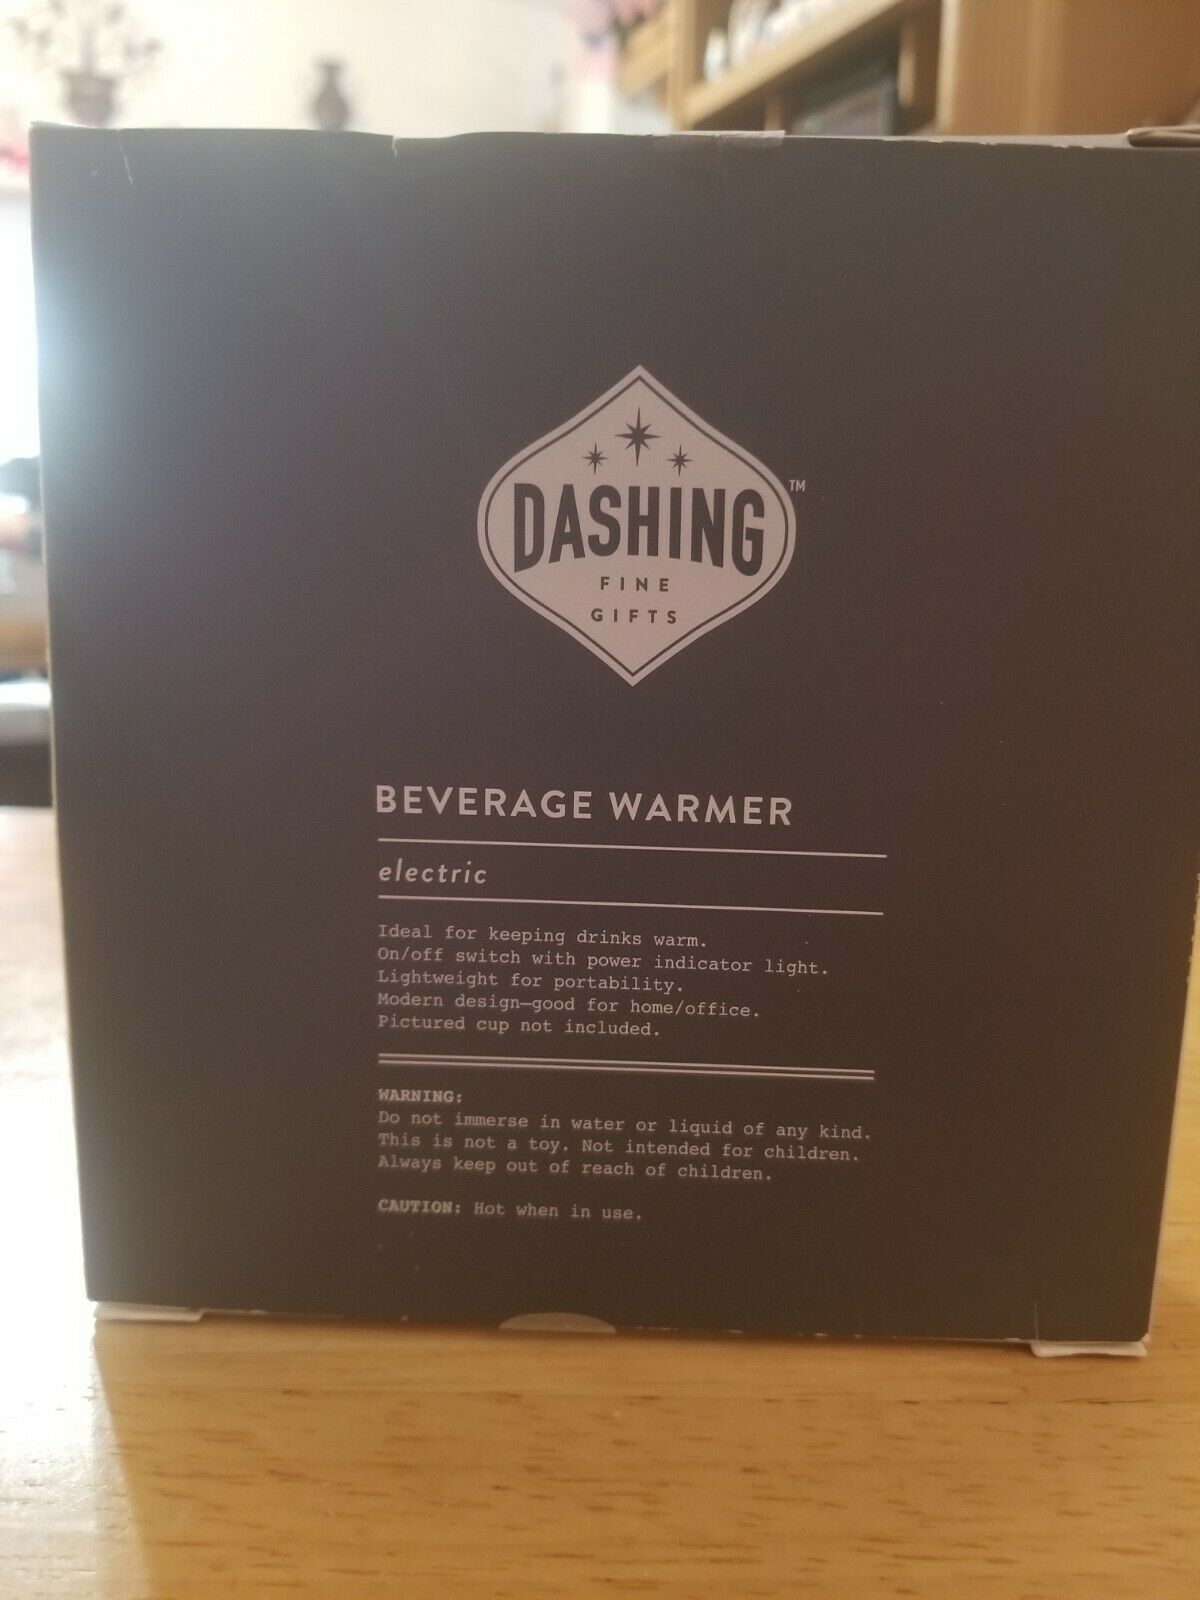 DASHING™
FINE
GIFTS
BEVERAGE WARMER
electric
Ideal for keeping drinks warm.
On/off switch with power indicator light.
Lightweight for portability.
Modern design—good for home/office.
Pictured cup not included.
WARNING:
Do not immerse in water or liquid of any kind.
This is not a toy. Not intended for children.
Always keep out of reach of children.
CAUTION: Hot when in use.